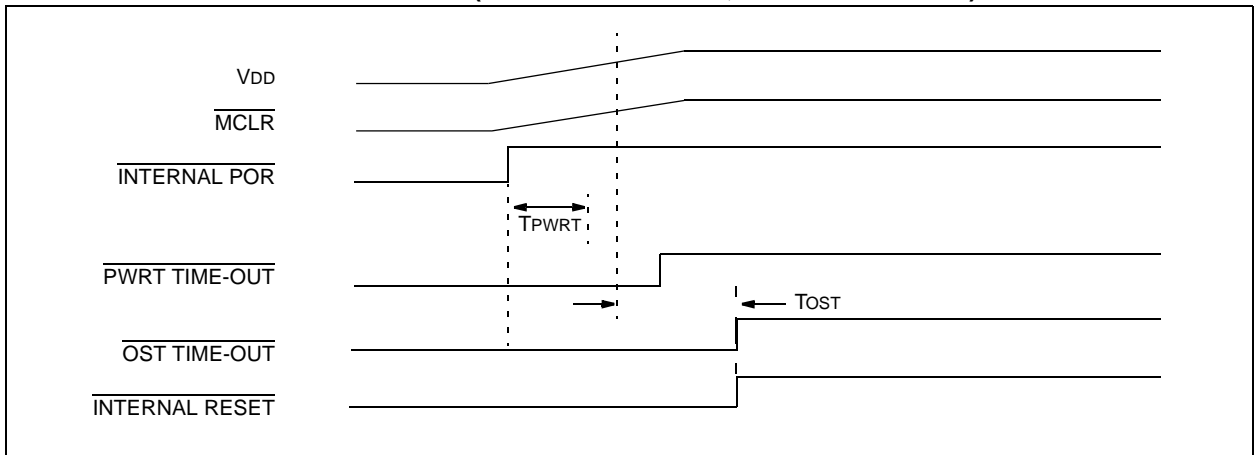 VDD
MCLR
INTERNAL POR
TPWRT
PWRT TIME-OUT
TOST
OST TIME-OUT
INTERNAL RESET